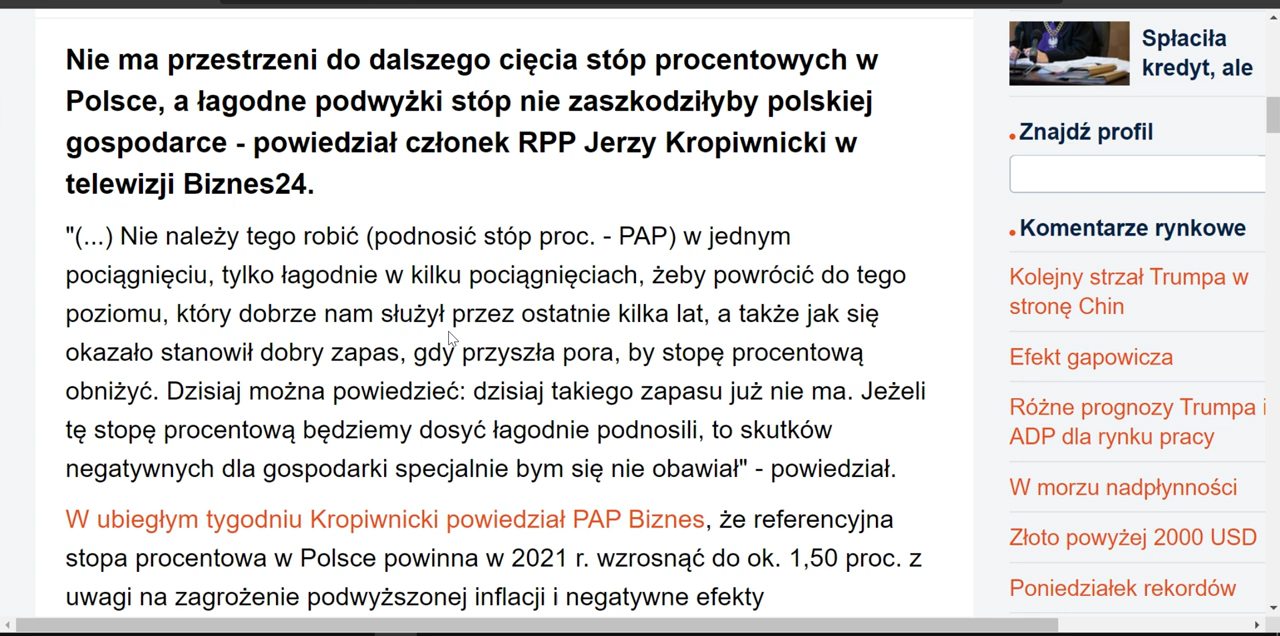 Nie ma przestrzeni do dalszego cięcia stóp procentowych w
Polsce, a łagodne podwyżki stóp nie zaszkodziłyby polskiej
gospodarce - powiedział członek RPP Jerzy Kropiwnicki w
telewizji Biznes24.
"(...) Nie należy tego robić (podnosić stóp proc. - PAP) w jednym
pociągnięciu, tylko łagodnie w kilku pociągnięciach, żeby powrócić do tego
poziomu, który dobrze nam służył przez ostatnie kilka lat, a także jak się
okazało stanowił dobry zapas, gdy przyszła pora, by stopę procentową
obniżyć. Dzisiaj można powiedzieć: dzisiaj takiego zapasu już nie ma. Jeżeli
tę stopę procentową będziemy dosyć łagodnie podnosili, to skutków
negatywnych dla gospodarki specjalnie bym się nie obawiał" - powiedział.
W ubiegłym tygodniu Kropiwnicki powiedział PAP Biznes, że referencyjna
stopa procentowa w Polsce powinna w 2021 r. wzrosnąć do ok. 1,50 proc. z
uwagi na zagrożenie podwyższonej inflacji i negatywne efekty
Spłaciła
kredyt, ale
Znajdź profil
Komentarze rynkowe
Kolejny strzał Trumpa w
stronę Chin
Efekt gapowicza
Różne prognozy Trumpa i
ADP dla rynku pracy
W morzu nadpłynności
Złoto powyżej 2000 USD
Poniedziałek rekordów